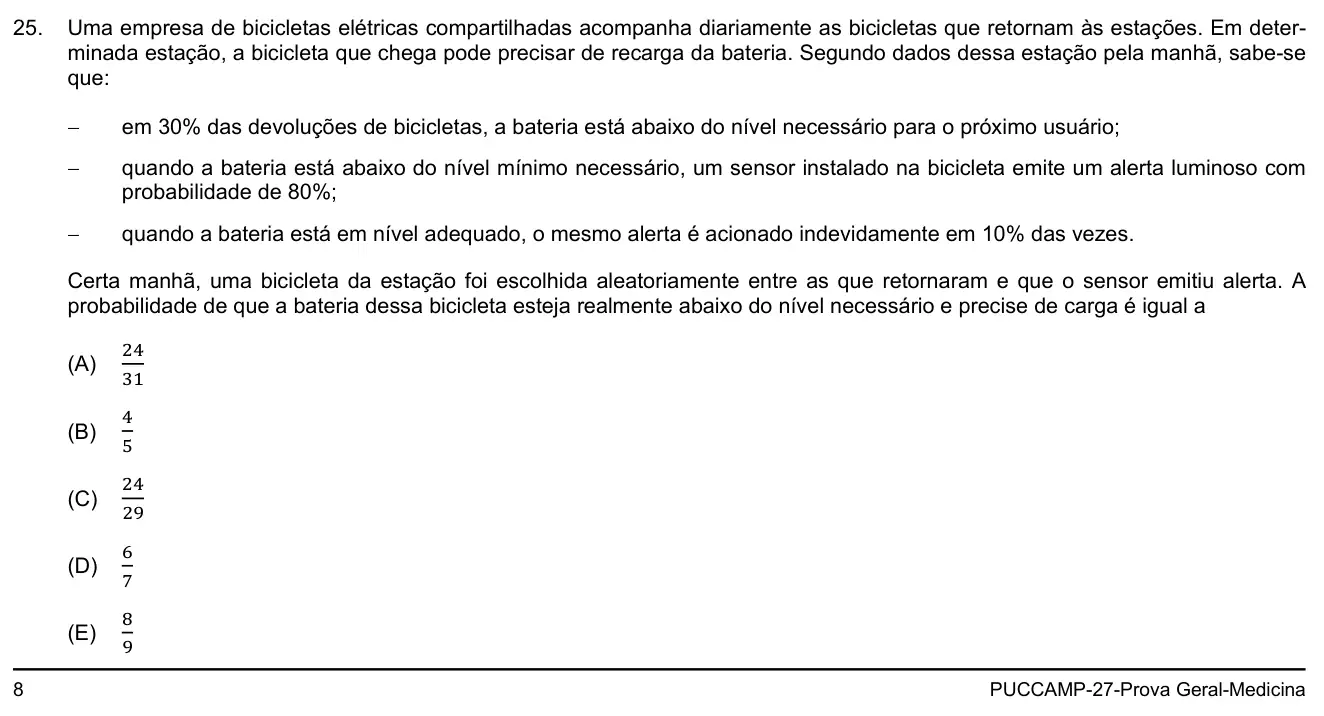 25. Uma empresa de bicicletas elétricas compartilhadas acompanha diariamente as bicicletas que retornam às estações. Em deter-
minada estação, a bicicleta que chega pode precisar de recarga da bateria. Segundo dados dessa estação pela manhã, sabe-se
que:
– em 30% das devoluções de bicicletas, a bateria está abaixo do nível necessário para o próximo usuário;
– quando a bateria está abaixo do nível mínimo necessário, um sensor instalado na bicicleta emite um alerta luminoso com
probabilidade de 80%;
– quando a bateria está em nível adequado, o mesmo alerta é acionado indevidamente em 10% das vezes.
Certa manhã, uma bicicleta da estação foi escolhida aleatoriamente entre as que retornaram e que o sensor emitiu alerta. A
probabilidade de que a bateria dessa bicicleta esteja realmente abaixo do nível necessário e precise de carga é igual a
(A) 24/31
(B) 4/5
(C) 24/29
(D) 6/7
(E) 8/9
8 PUCCAMP-27-Prova Geral-Medicina